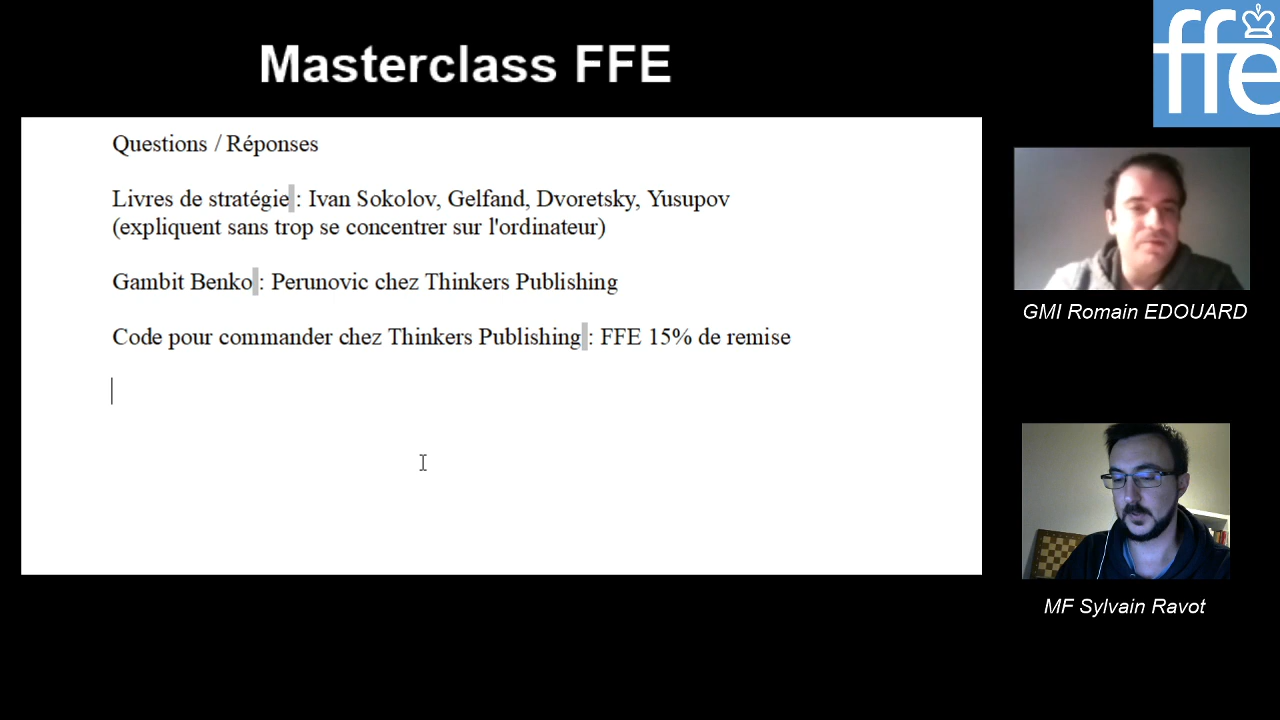 Masterclass FFE
ffe
Questions / Réponses
Livres de stratégie : Ivan Sokolov, Gelfand, Dvoretsky, Yusupov
(expliquent sans trop se concentrer sur l'ordinateur)
Gambit Benko : Perunovic chez Thinkers Publishing
Code pour commander chez Thinkers Publishing : FFE 15% de remise
GMI Romain EDOUARD
MF Sylvain Ravot